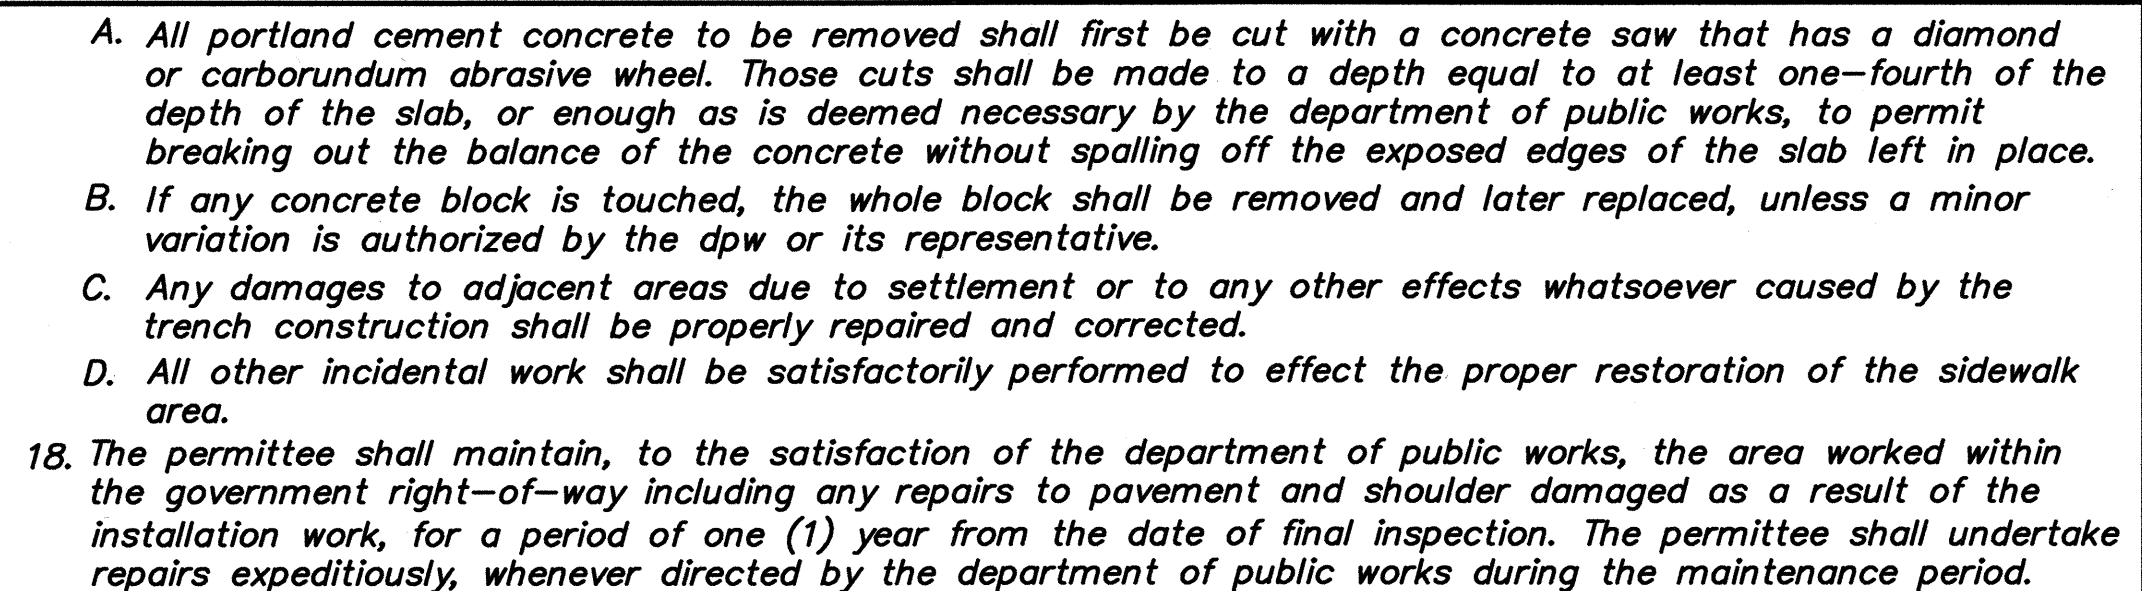 A. All portland cement concrete to be removed shall first be cut with a concrete saw that has a diamond
or carborundum abrasive wheel. Those cuts shall be made to a depth equal to at least one-fourth of the
depth of the slab, or enough as is deemed necessary by the department of public works, to permit
breaking out the balance of the concrete without spalling off the exposed edges of the slab left in place.
B. If any concrete block is touched, the whole block shall be removed and later replaced, unless a minor
variation is authorized by the dpw or its representative.
C. Any damages to adjacent areas due to settlement or to any other effects whatsoever caused by the
trench construction shall be properly repaired and corrected.
D. All other incidental work shall be satisfactorily performed to effect the proper restoration of the sidewalk
area.
18. The permittee shall maintain, to the satisfaction of the department of public works, the area worked within
the government right-of-way including any repairs to pavement and shoulder damaged as a result of the
installation work, for a period of one (1) year from the date of final inspection. The permittee shall undertake
repairs expeditiously, whenever directed by the department of public works during the maintenance period.